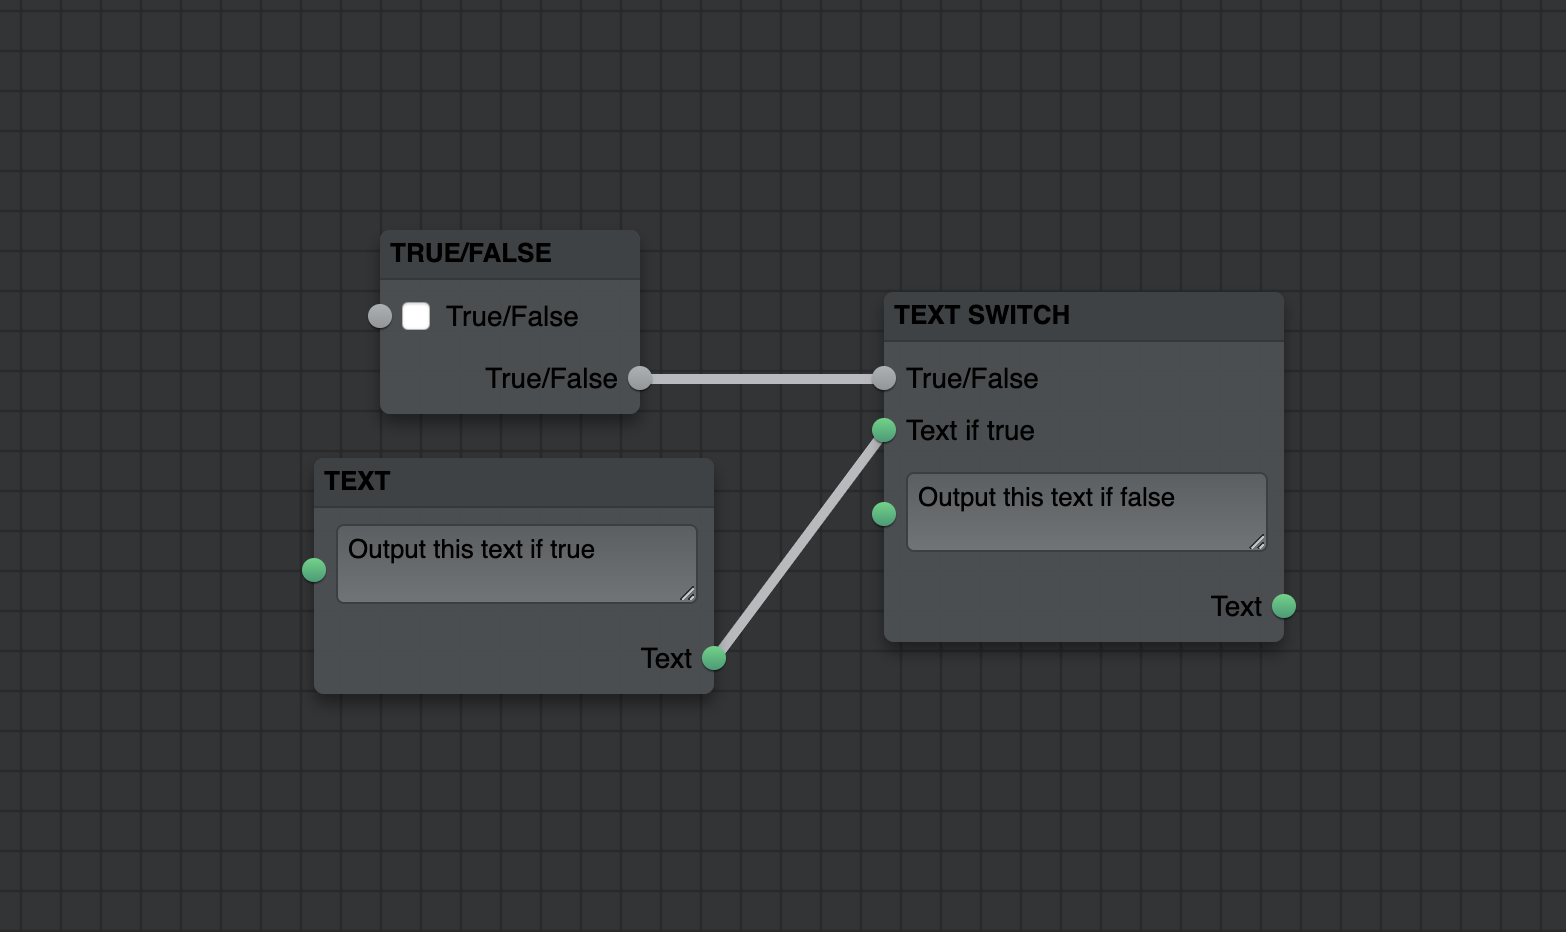 TRUE/FALSE
True/False
True/False
TEXT
Output this text if true
Text
TEXT SWITCH
True/False
Text if true
Output this text if false
Text